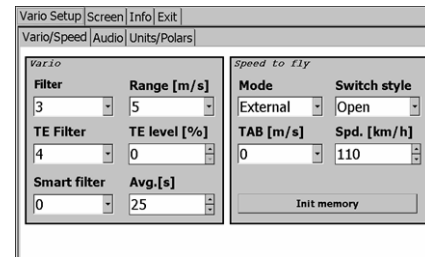 Vario Setup Screen Info Exit
Vario/Speed Audio Units/Polars
Vario
Filter Range [m/s]
3 5
TE Filter TE level [%]
4 0
Smart filter Avg.[s]
0 25
Speed to fly
Mode Switch style
External Open
TAB [m/s] Spd. [km/h]
0 110
Init memory